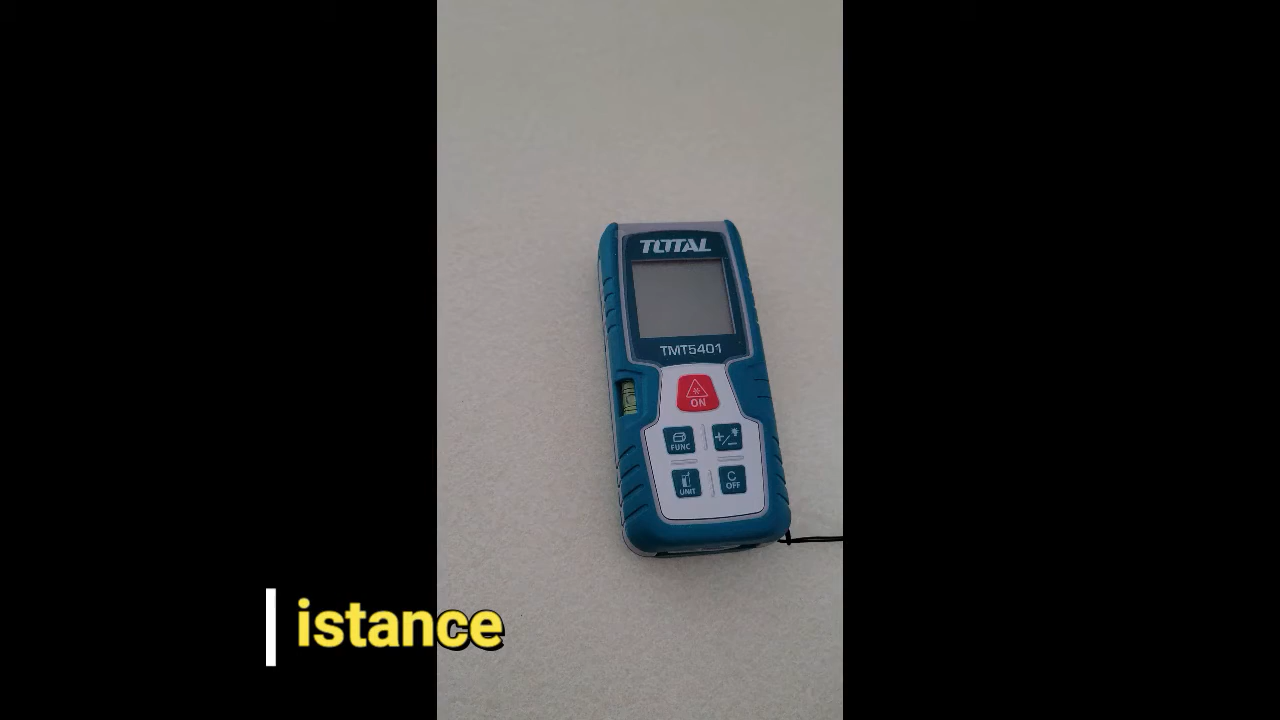 TOTAL
TMT5401
ON
FUNC
+/-
UNIT
C
OFF
istance